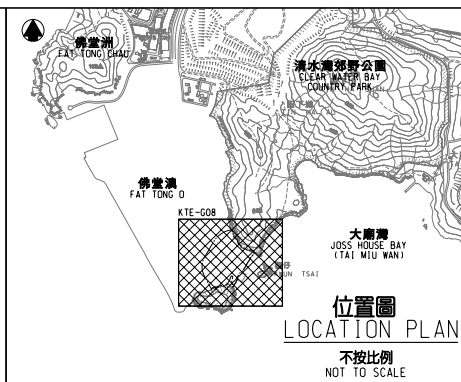 佛堂洲
FAT TONG CHAU
清水灣郊野公園
CLEAR WATER BAY
COUNTRY PARK
佛堂澳
FAT TONG O
KTE-G08
大廟灣
JOSS HOUSE BAY
(TAI MIU WAN)
TSAI
位置圖
LOCATION PLAN
不按比例
NOT TO SCALE